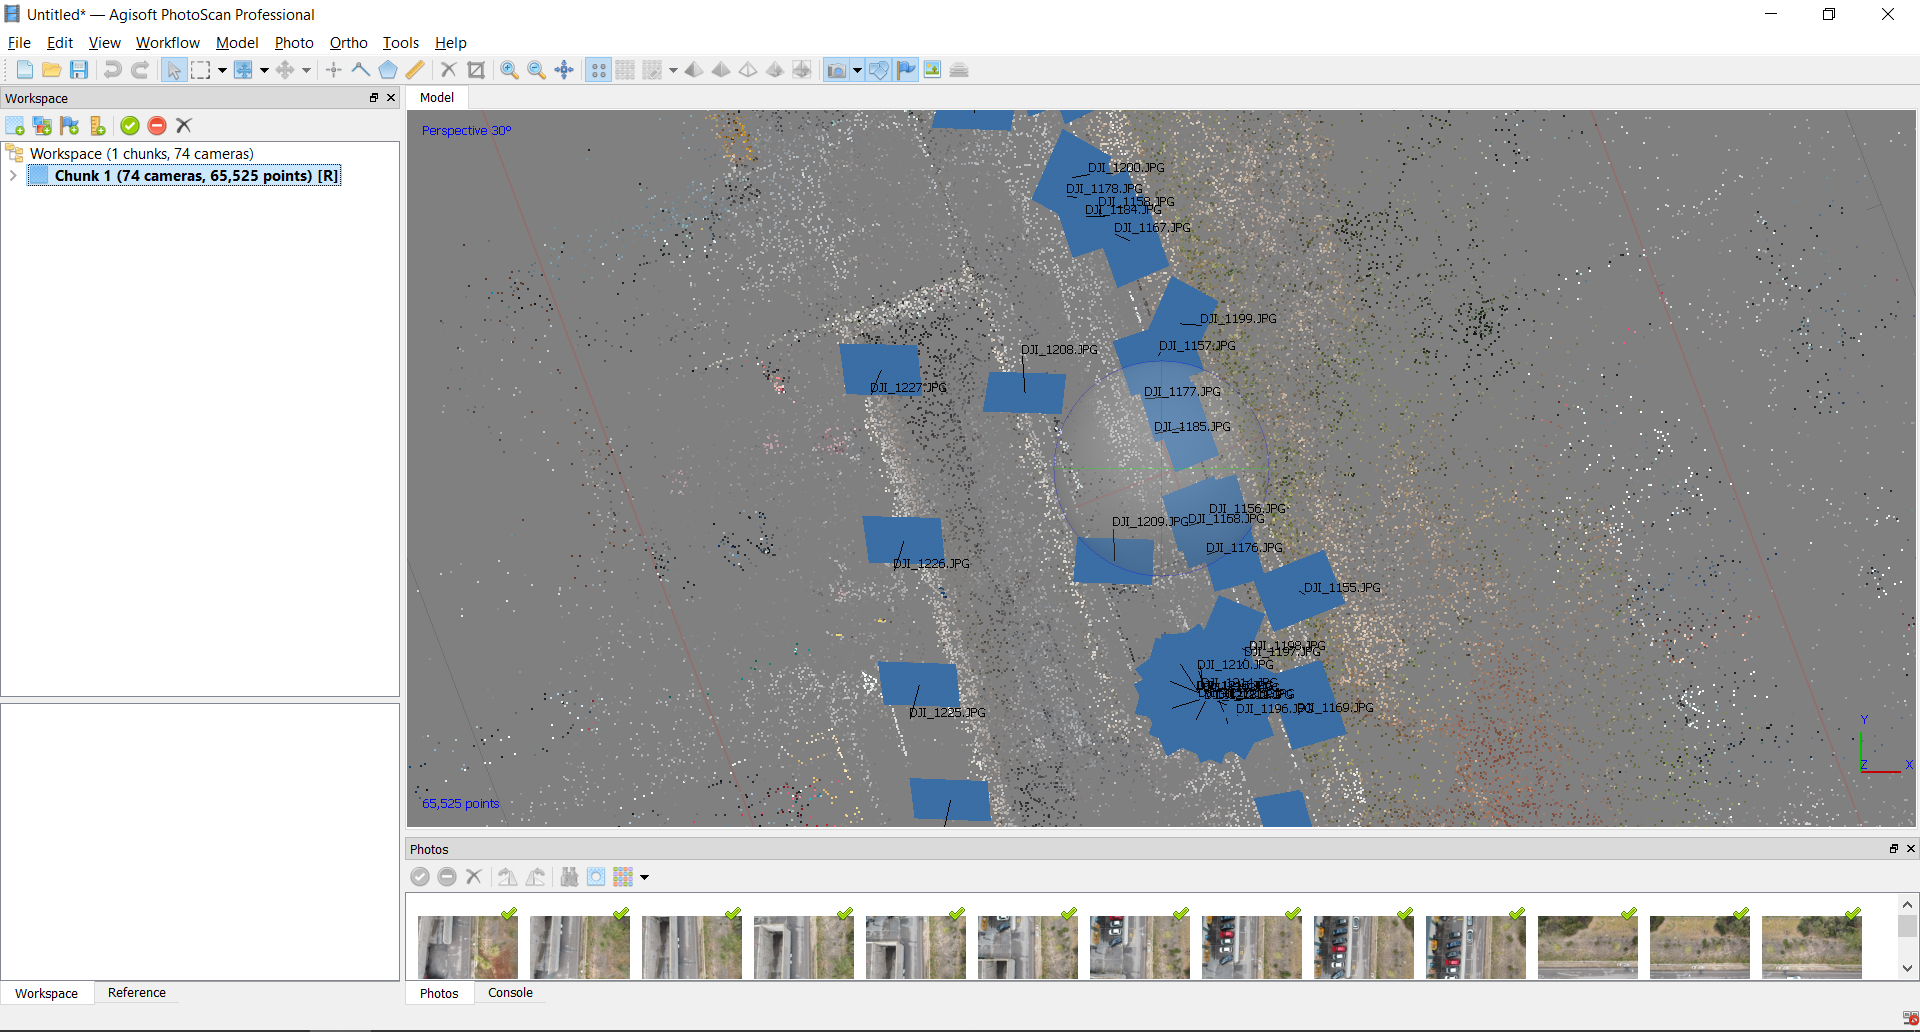 Untitled* — Agisoft PhotoScan Professional
File Edit View Workflow Model Photo Ortho Tools Help
Workspace
Model
Workspace (1 chunks, 74 cameras)
Chunk 1 (74 cameras, 65,525 points) [R]
Perspective 30°
DJI_1200.JPG
DJI_1178.JPG
DJI_1158.JPG
DJI_1184.JPG
DJI_1167.JPG
DJI_1199.JPG
DJI_1157.JPG
DJI_1208.JPG
DJI_1227.JPG
DJI_1177.JPG
DJI_1185.JPG
DJI_1156.JPG
DJI_1209.JPG
DJI_1168.JPG
DJI_1176.JPG
DJI_1226.JPG
DJI_1155.JPG
DJI_1198.JPG
DJI_1197.JPG
DJI_1210.JPG
DJI_1196.JPG
DJI_1169.JPG
DJI_1225.JPG
Y
Z X
65,525 points
Photos
Workspace Reference
Photos Console